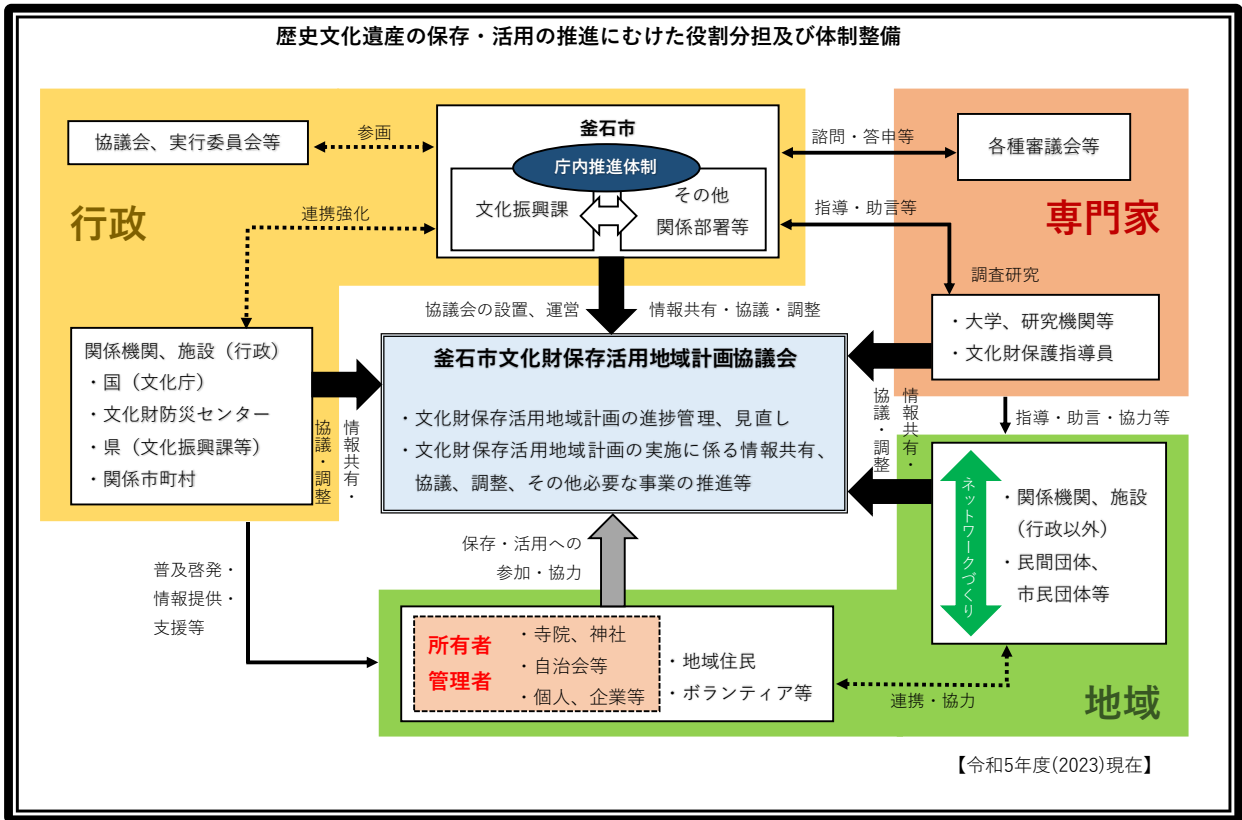 歴史文化遺産の保存・活用の推進にむけた役割分担及び体制整備
行政
協議会、実行委員会等
参画
釜石市
庁内推進体制
文化振興課
その他
関係部署等
連携強化
諮問・答申等
各種審議会等
専門家
指導・助言等
調査研究
・大学、研究機関等
・文化財保護指導員
協議会の設置、運営
情報共有・協議・調整
関係機関、施設（行政）
・国（文化庁）
・文化財防災センター
・県（文化振興課等）
・関係市町村
情報共有・
協議・調整
釜石市文化財保存活用地域計画協議会
・文化財保存活用地域計画の進捗管理、見直し
・文化財保存活用地域計画の実施に係る情報共有、
協議、調整、その他必要な事業の推進等
情報共有・
協議・調整
指導・助言・協力等
ネットワークづくり
・関係機関、施設
（行政以外）
・民間団体、
市民団体等
保存・活用への
参加・協力
普及啓発・
情報提供・
支援等
所有者
管理者
・寺院、神社
・自治会等
・個人、企業等
・地域住民
・ボランティア等
連携・協力
地域
【令和5年度(2023)現在】